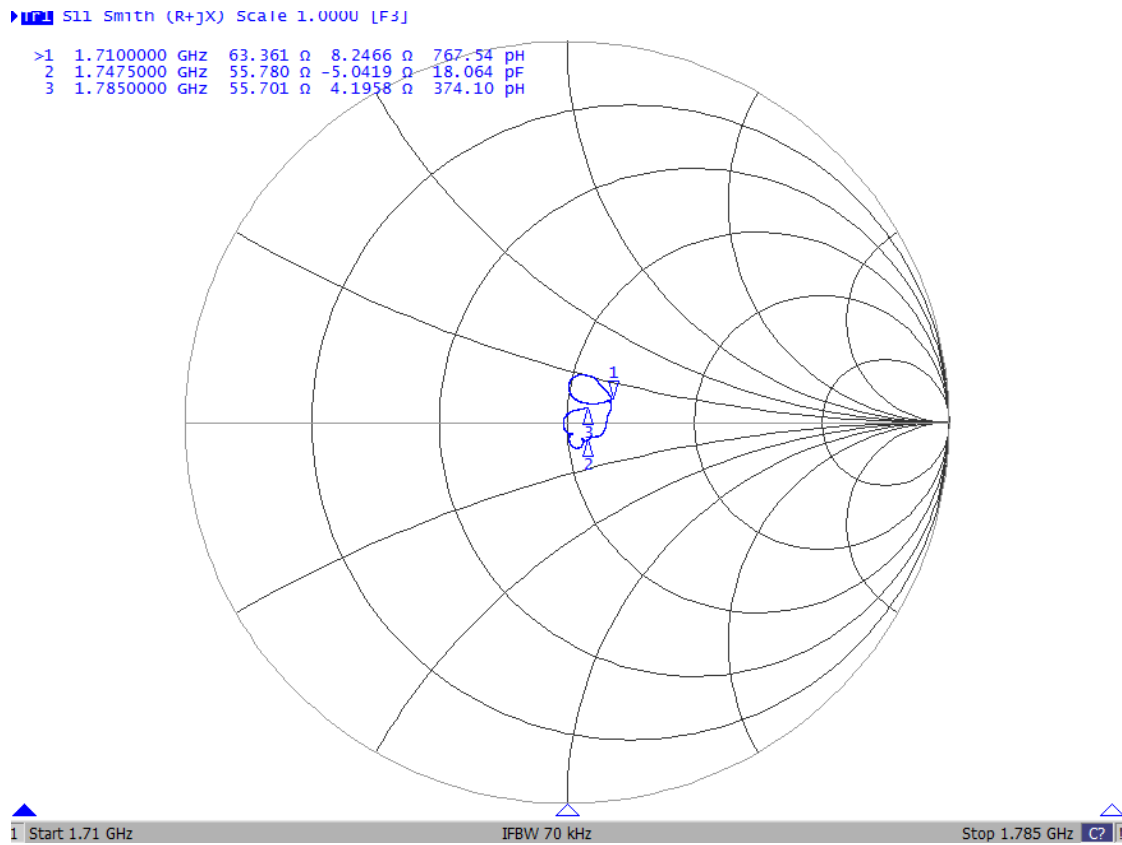 Tr1 S11 Smith (R+jX) Scale 1.000U [F3]
>1 1.7100000 GHz 63.361 Ω 8.2466 Ω 767.54 pH
2 1.7475000 GHz 55.780 Ω -5.0419 Ω 18.064 pF
3 1.7850000 GHz 55.701 Ω 4.1958 Ω 374.10 pH
1
3
2
1 Start 1.71 GHz IFBW 70 kHz Stop 1.785 GHz C? !